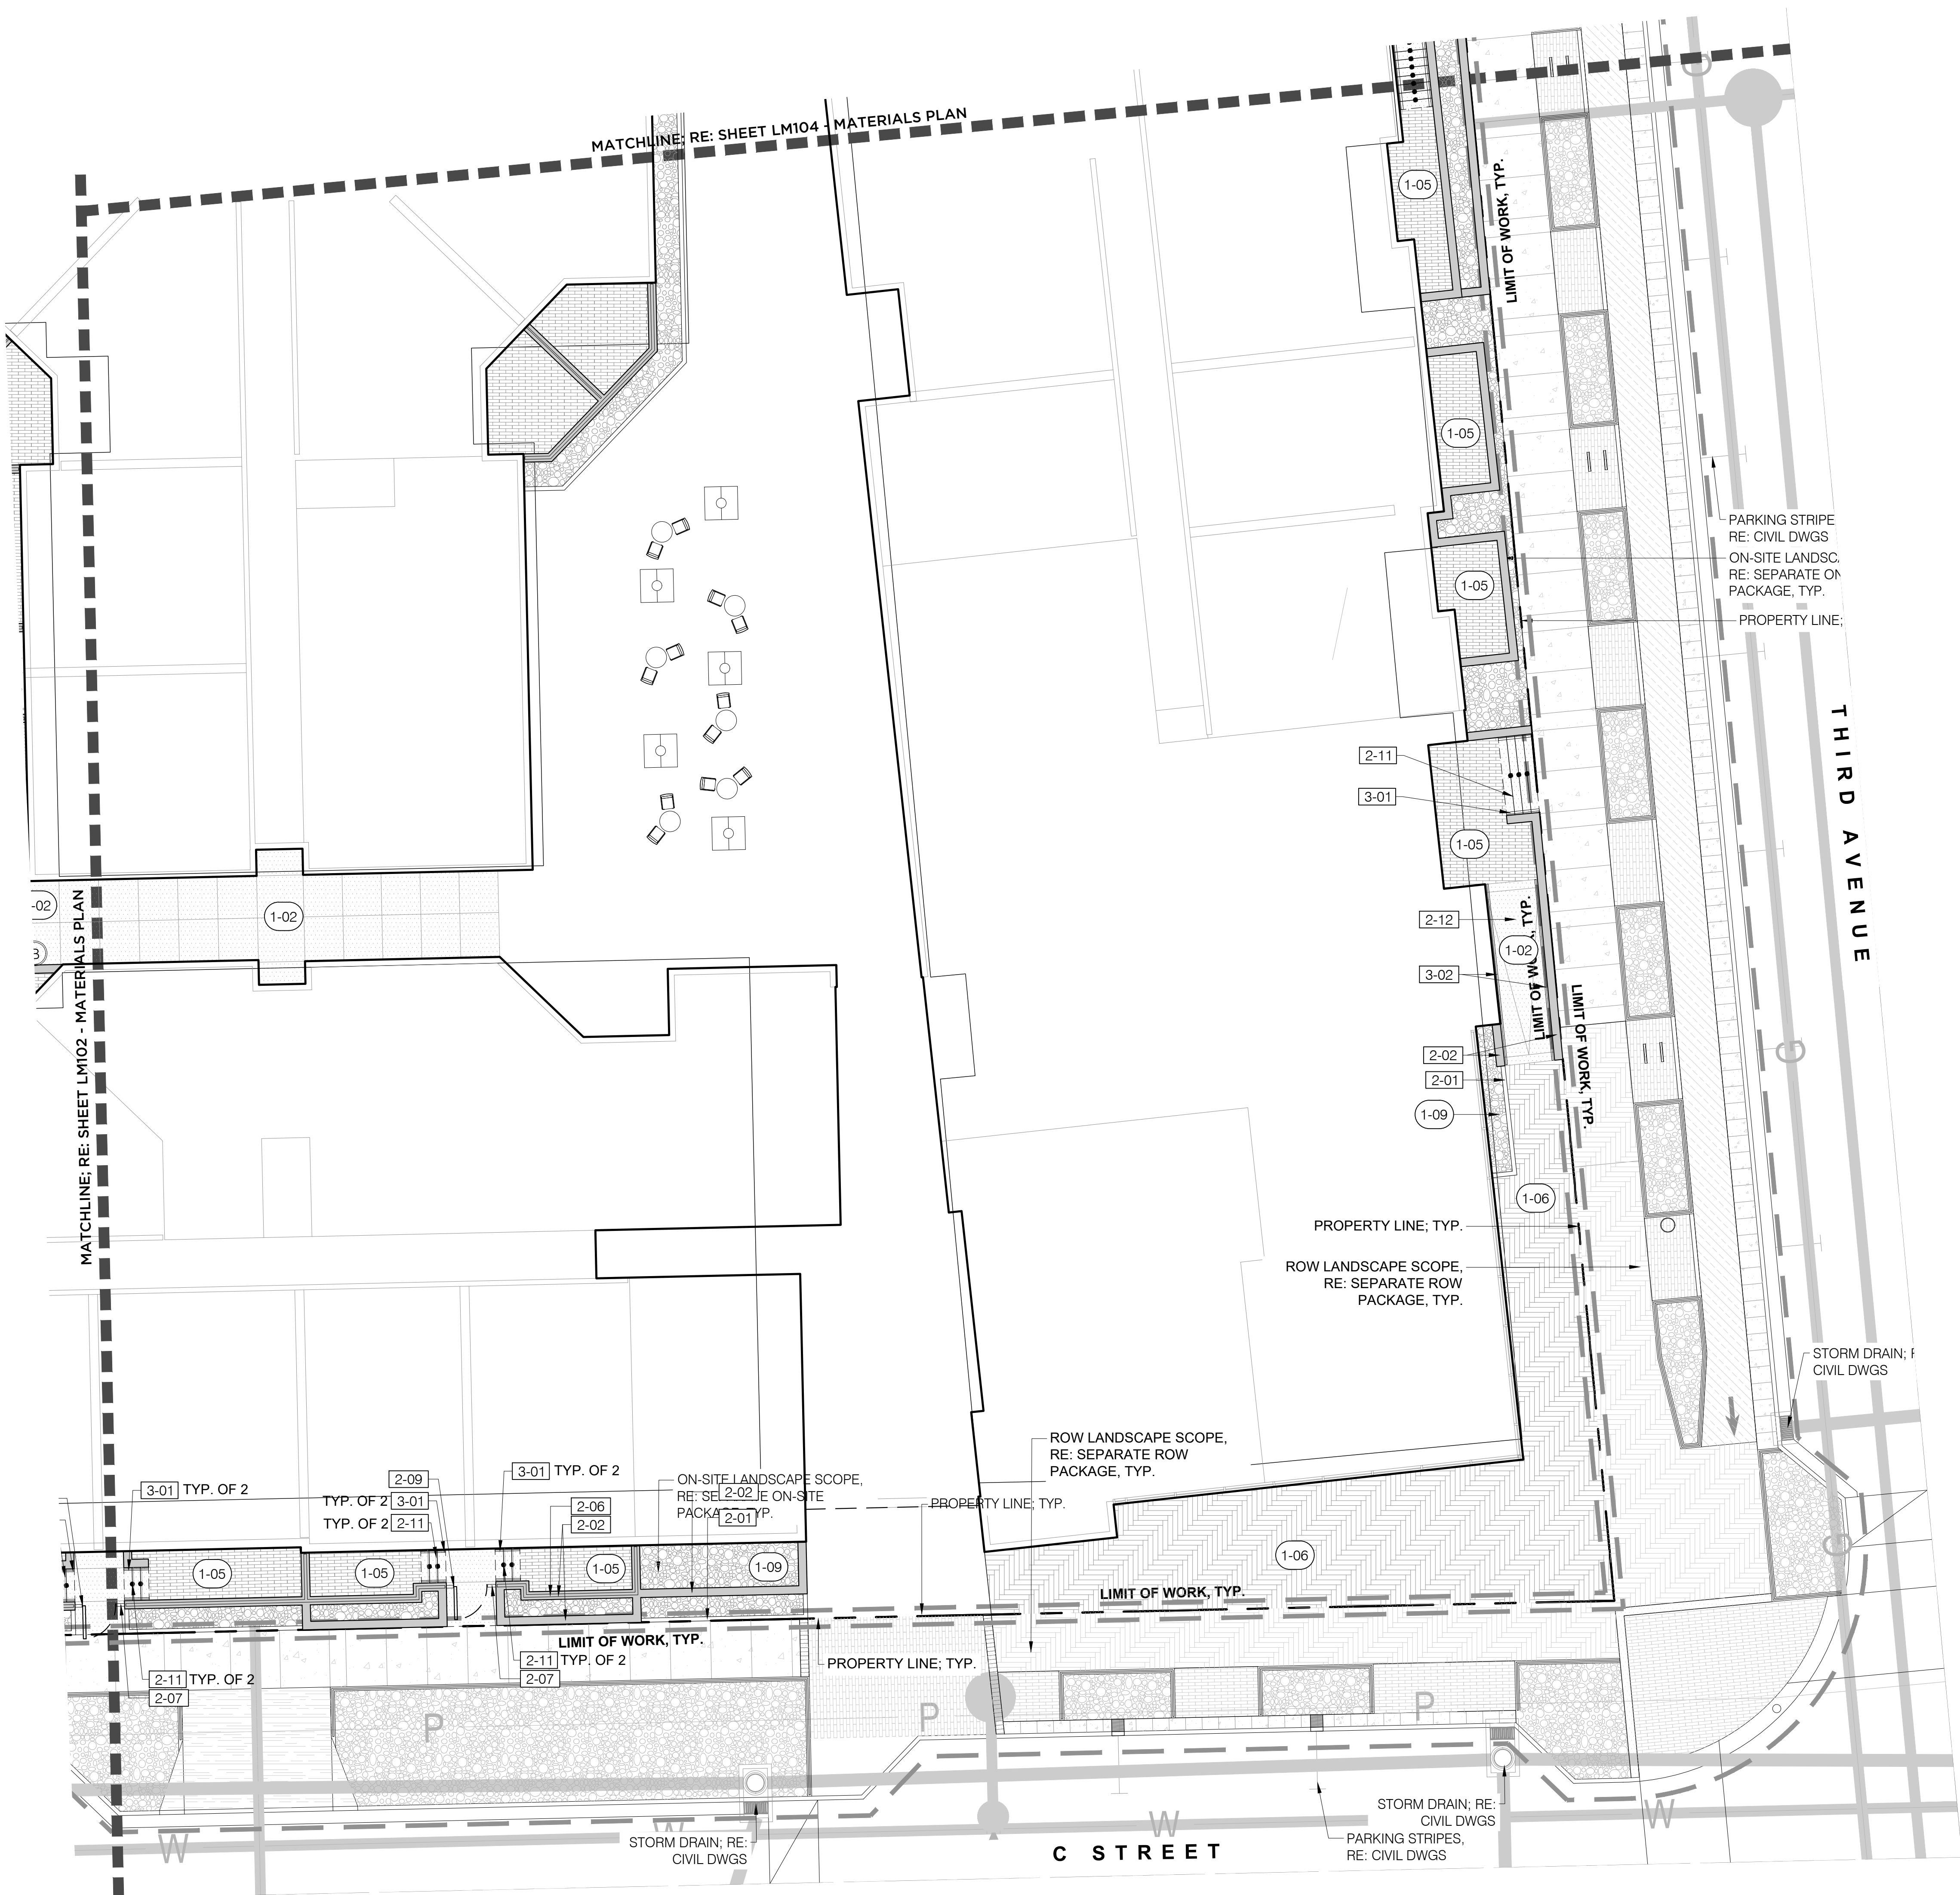 MATCHLINE; RE: SHEET LM104 - MATERIALS PLAN
1-05
LIMIT OF WORK, TYP.
G
1-05
PARKING STRIPE
RE: CIVIL DWGS
ON-SITE LANDSC
RE: SEPARATE ON
PACKAGE, TYP.
1-05
PROPERTY LINE;
THIRD AVENUE
2-11
3-01
1-05
-02
1-02
2-12
1-02
LIMIT OF WORK, TYP.
3-02
LIMIT OF WORK, TYP.
MATCHLINE; RE: SHEET LM102 - MATERIALS PLAN
2-02
G
2-01
1-09
1-06
PROPERTY LINE; TYP.
ROW LANDSCAPE SCOPE,
RE: SEPARATE ROW
PACKAGE, TYP.
STORM DRAIN;
CIVIL DWGS
ROW LANDSCAPE SCOPE,
RE: SEPARATE ROW
PACKAGE, TYP.
3-01 TYP. OF 2
2-09
3-01 TYP. OF 2
TYP. OF 2 3-01
TYP. OF 2 2-11
2-06
2-02
ON-SITE LANDSCAPE SCOPE,
RE: SE ON-SITE
PACKA YP.
2-02
2-01
PROPERTY LINE; TYP.
G
1-05
1-05
1-05
1-09
1-06
LIMIT OF WORK, TYP.
LIMIT OF WORK, TYP.
2-11 TYP. OF 2
2-07
PROPERTY LINE; TYP.
2-11 TYP. OF 2
2-07
P
P
P
W
W
W
W
STORM DRAIN; RE:
CIVIL DWGS
STORM DRAIN; RE:
CIVIL DWGS
PARKING STRIPES,
RE: CIVIL DWGS
C STREET